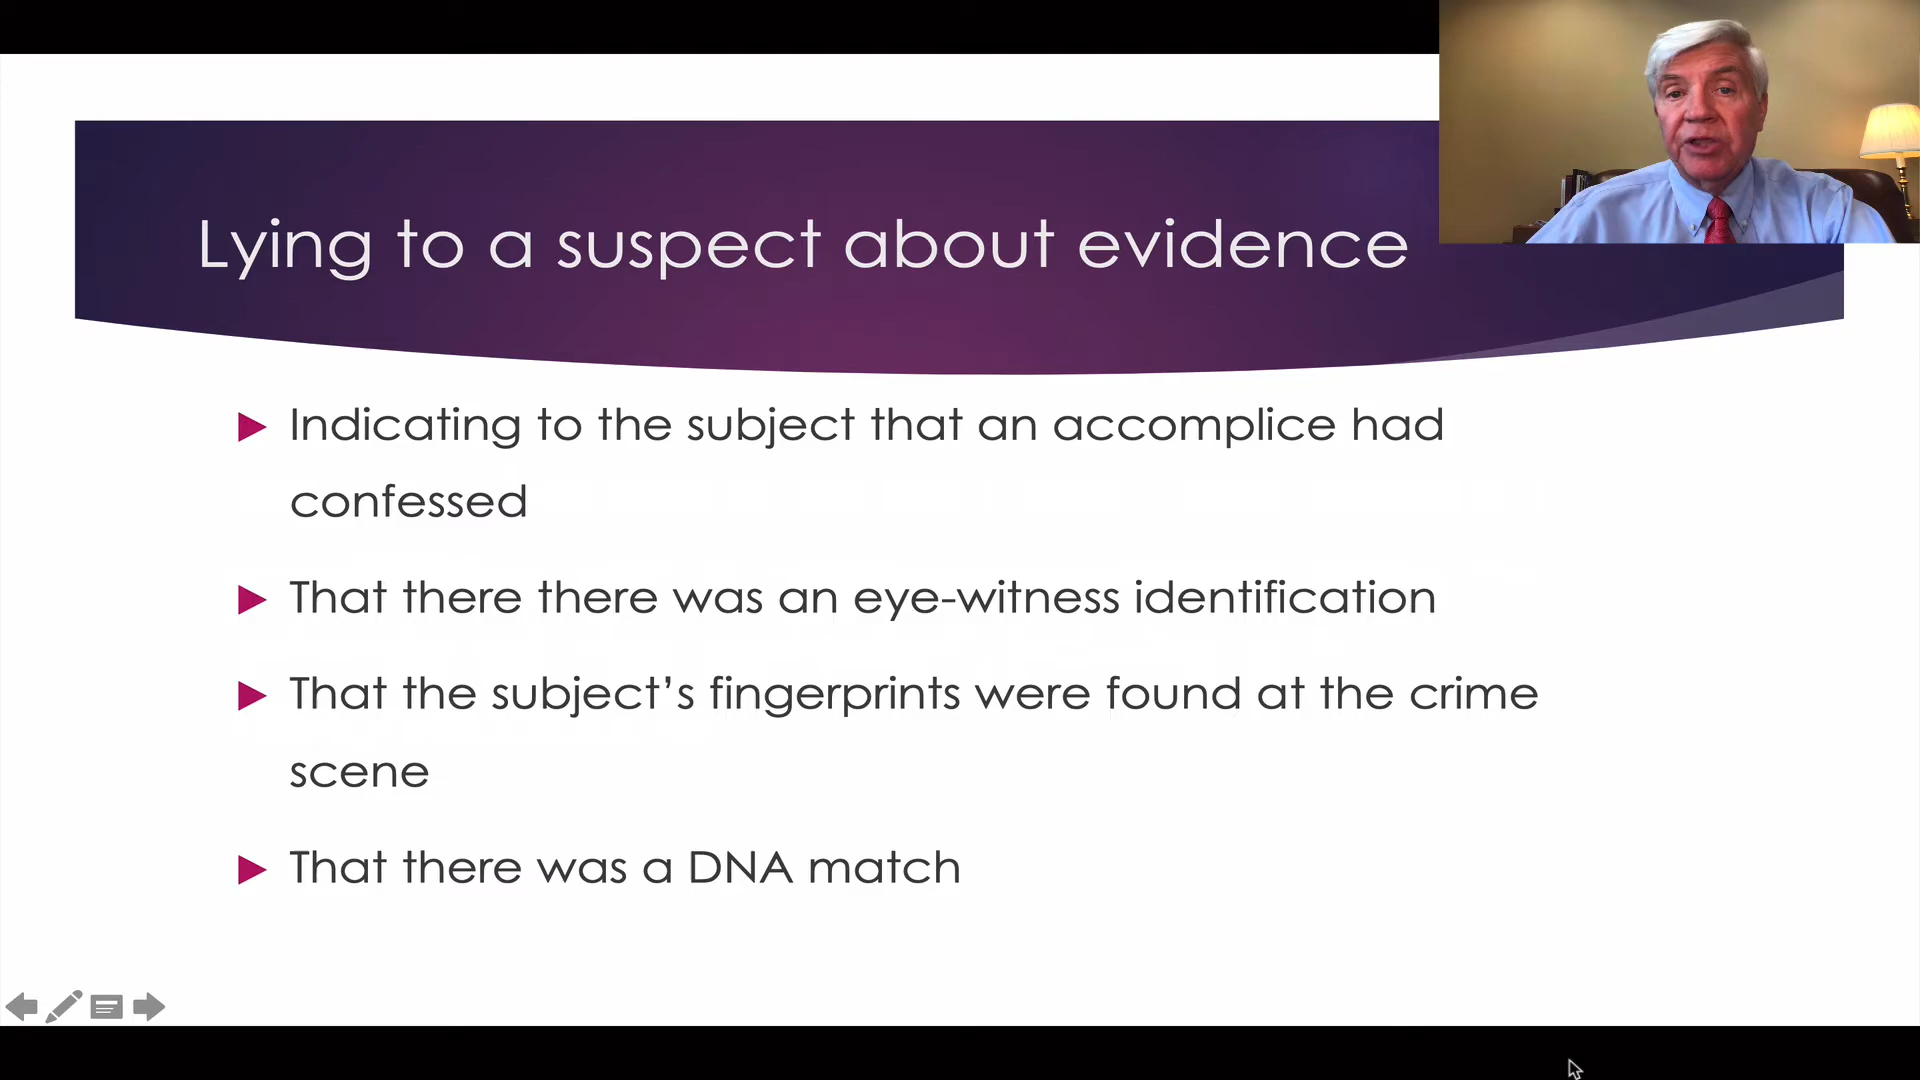 Lying to a suspect about evidence
Indicating to the subject that an accomplice had
confessed
That there there was an eye-witness identification
That the subject’s fingerprints were found at the crime
scene
That there was a DNA match